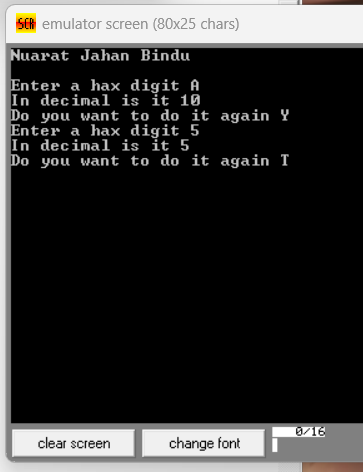 SCR emulator screen (80x25 chars)
Nuarat Jahan Bindu
Enter a hax digit A
In decimal is it 10
Do you want to do it again Y
Enter a hax digit 5
In decimal is it 5
Do you want to do it again T
clear screen
change font
0/16